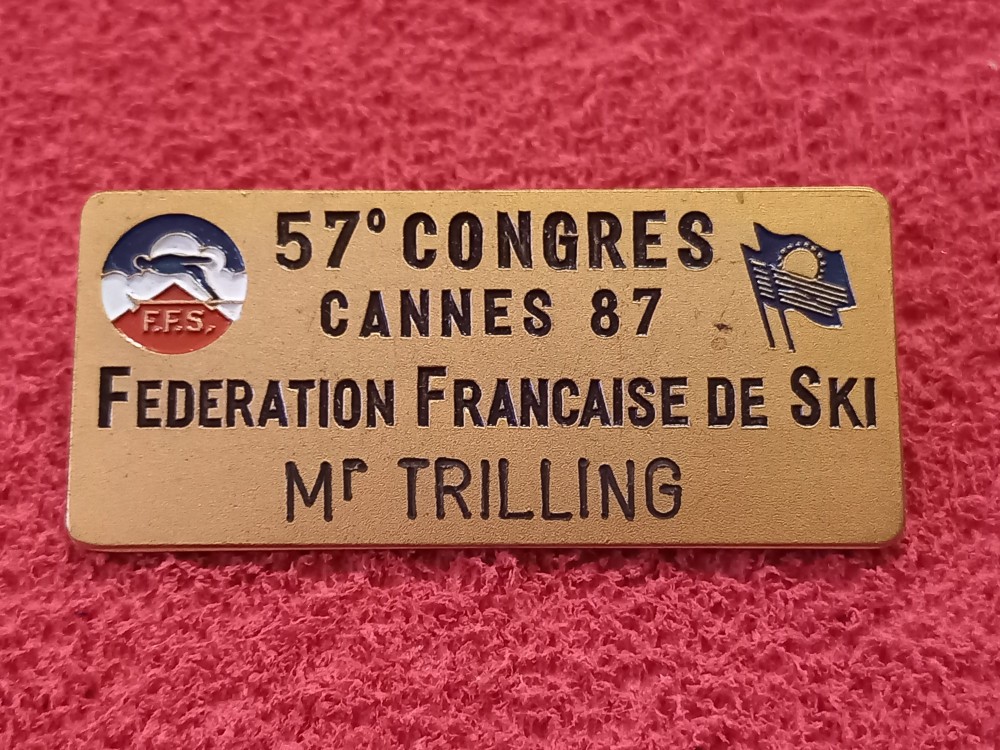 57° CONGRES
CANNES 87
F.F.S.
FEDERATION FRANCAISE DE SKI
Mr TRILLING